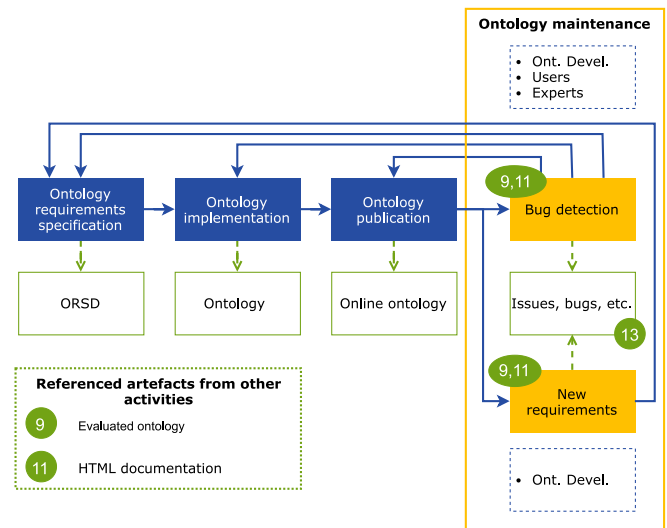 Ontology maintenance
• Ont. Devel.
• Users
• Experts
Ontology
requirements
specification
Ontology
implementation
Ontology
publication
9,11
Bug detection
ORSD
Ontology
Online ontology
Issues, bugs, etc.
13
Referenced artefacts from other
activities
9 Evaluated ontology
11 HTML documentation
9,11
New
requirements
• Ont. Devel.